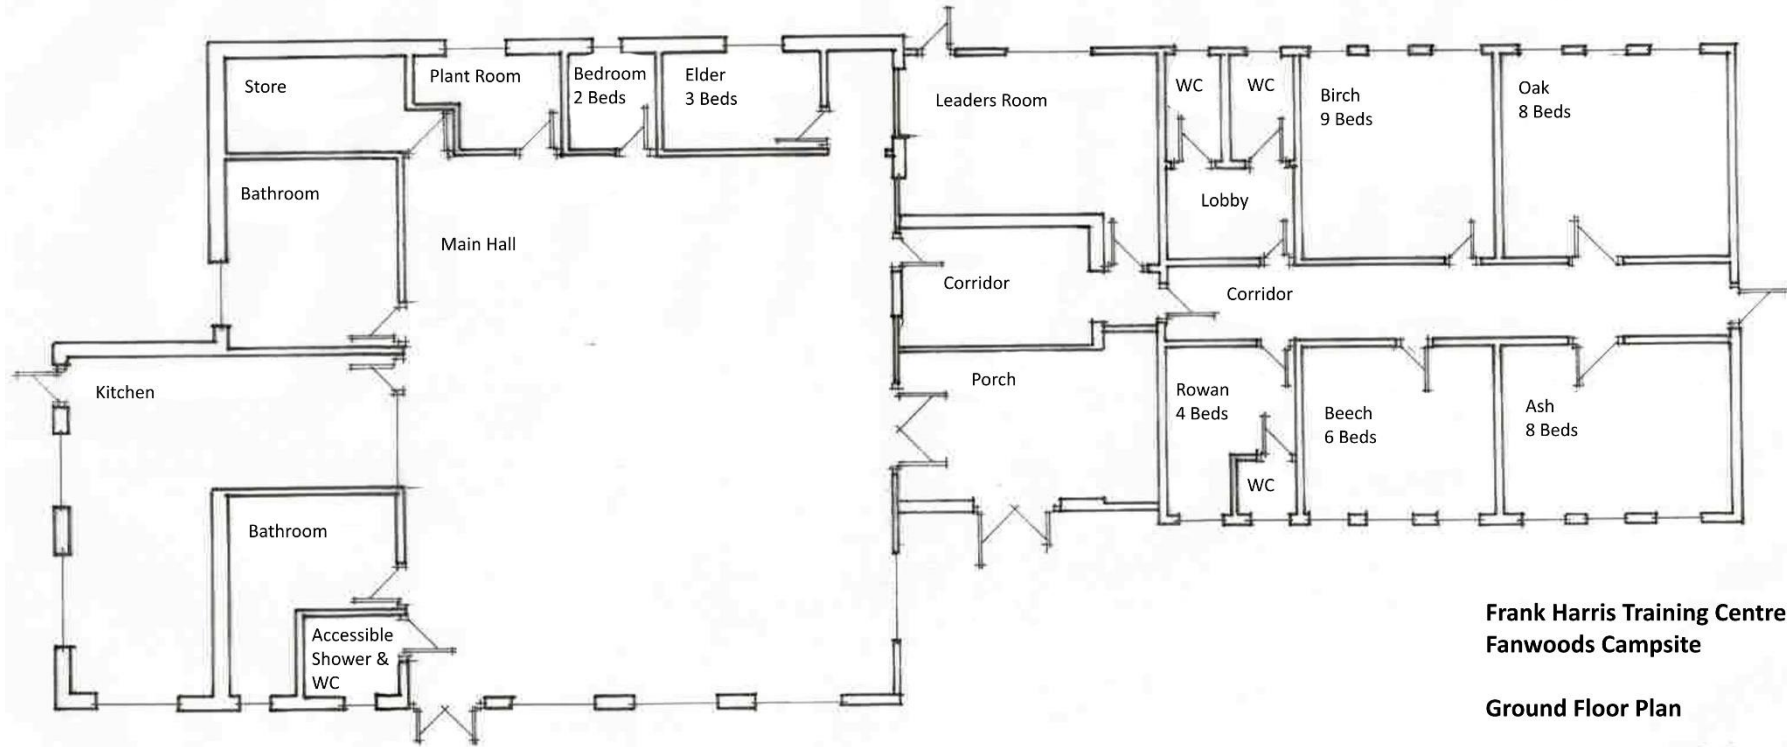 Store
Plant Room
Bedroom
2 Beds
Elder
3 Beds
Leaders Room
WC
WC
Birch
9 Beds
Oak
8 Beds
Bathroom
Lobby
Main Hall
Corridor
Corridor
Kitchen
Porch
Rowan
4 Beds
Beech
6 Beds
Ash
8 Beds
WC
Bathroom
Accessible
Shower &
WC
Frank Harris Training Centre
Fanwoods Campsite
Ground Floor Plan